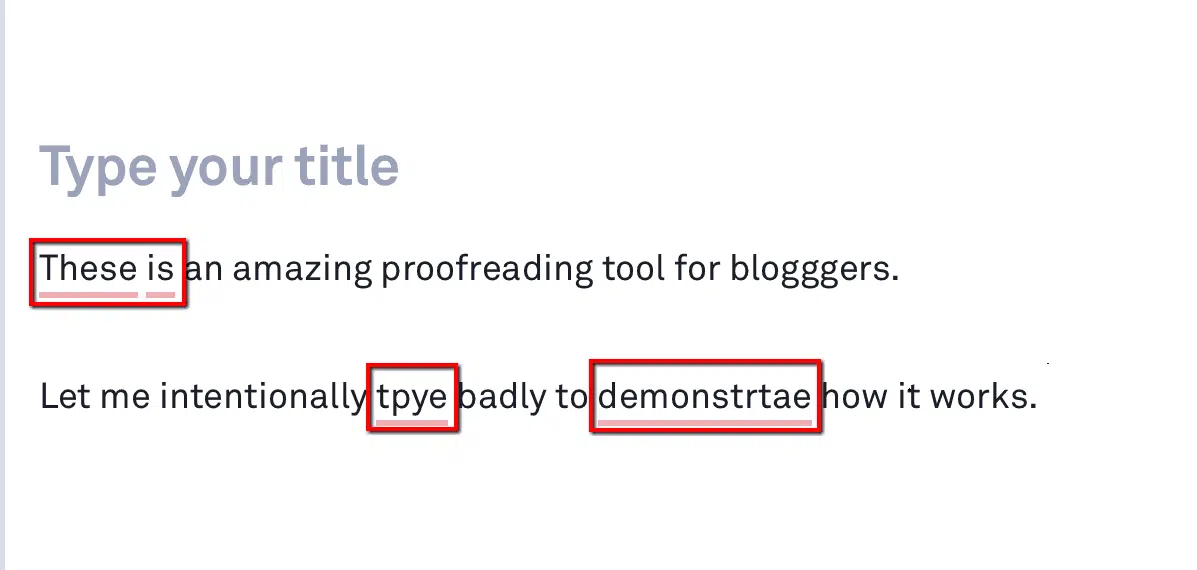 Type your title
These is an amazing proofreading tool for blogggers.
Let me intentionally tpye badly to demonstrtae how it works.